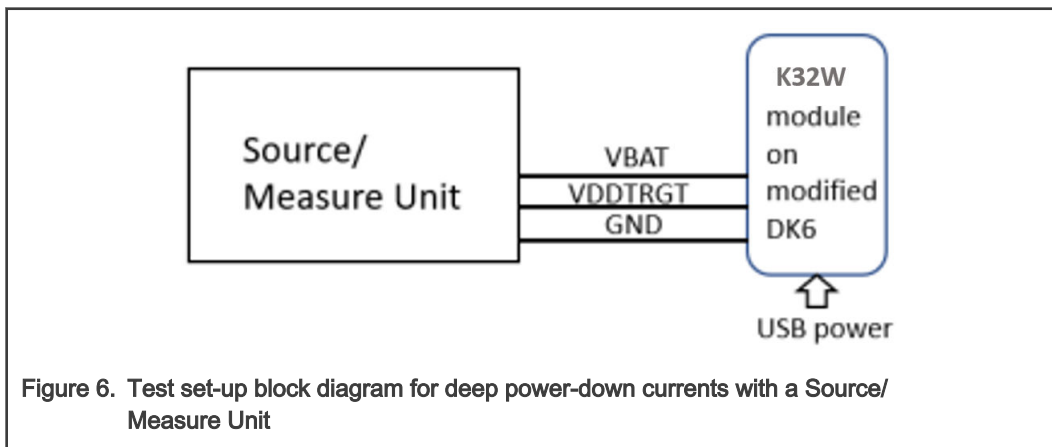 Source/
Measure Unit
VBAT
VDDTRGT
GND
K32W
module
on
modified
DK6
USB power
Figure 6. Test set-up block diagram for deep power-down currents with a Source/
Measure Unit